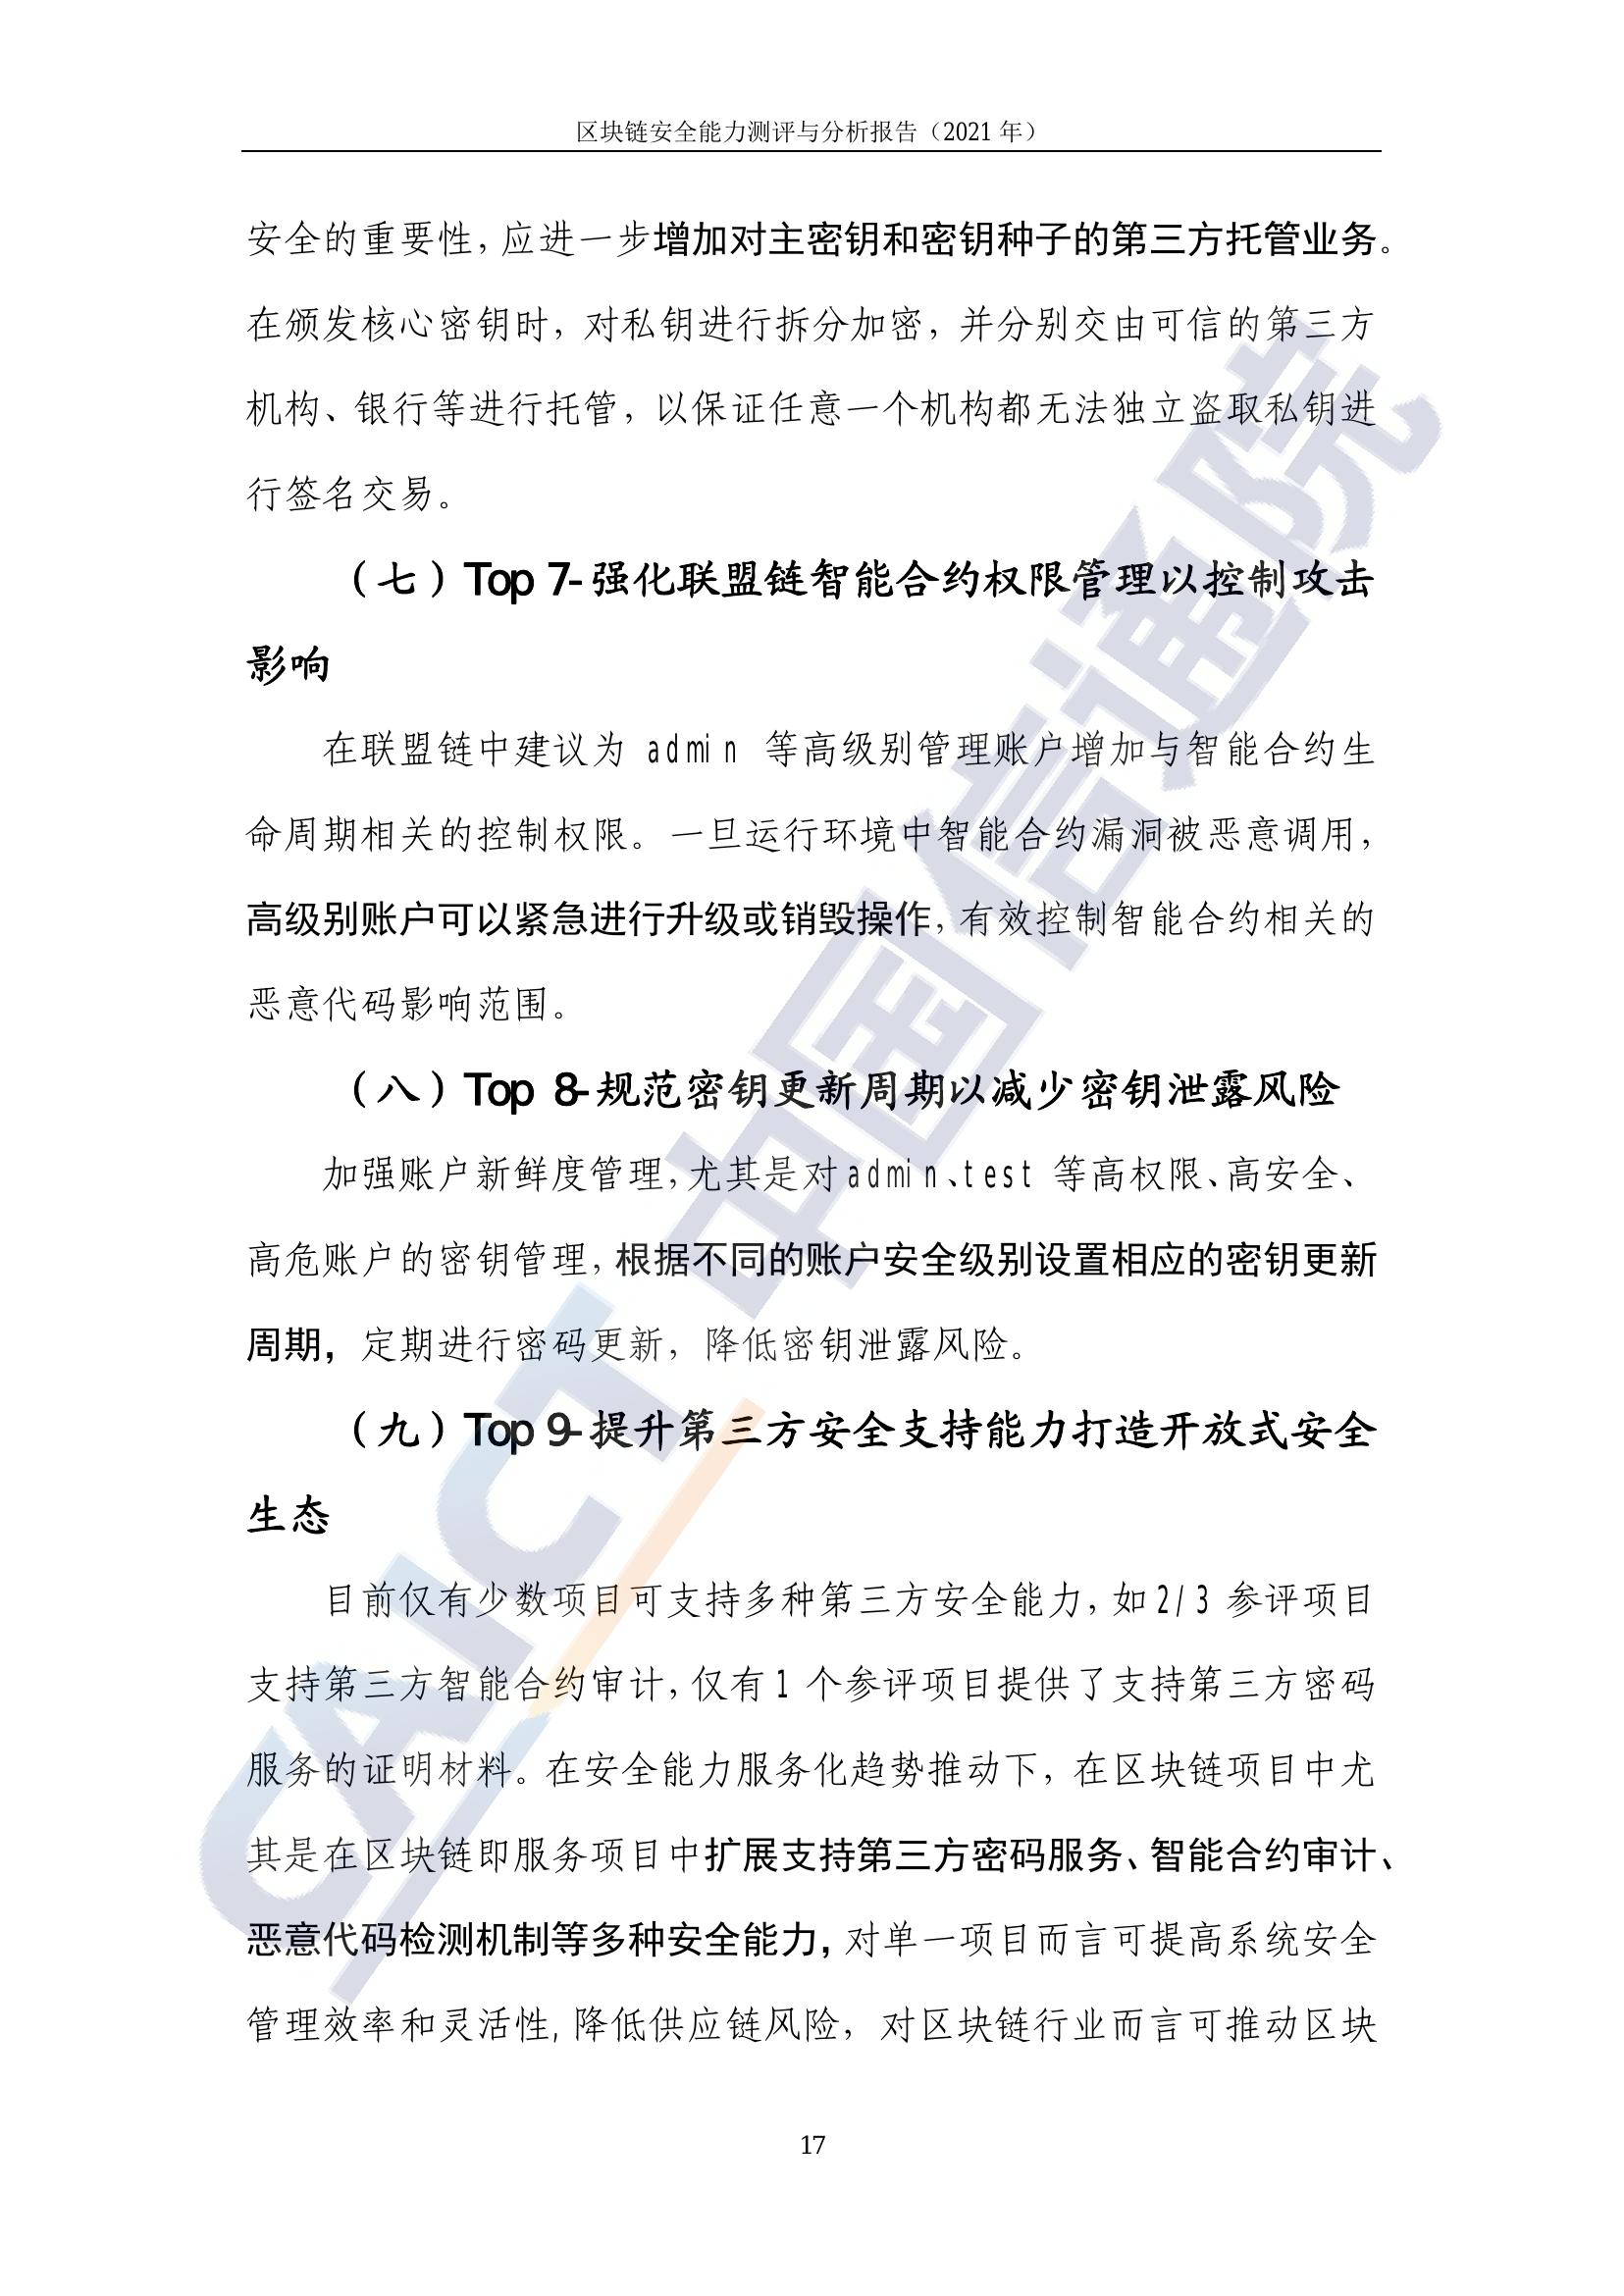 区块链安全能力测评与分析报告（2021 年）
安全的重要性，应进一步增加对主密钥和密钥种子的第三方托管业务。
在颁发核心密钥时，对私钥进行拆分加密，并分别交由可信的第三方
机构、银行等进行托管，以保证任意一个机构都无法独立盗取私钥进
行签名交易。
（七）Top 7-强化联盟链智能合约权限管理以控制攻击
影响
在联盟链中建议为 admin 等高级别管理账户增加与智能合约生
命周期相关的控制权限。一旦运行环境中智能合约漏洞被恶意调用，
高级别账户可以紧急进行升级或销毁操作，有效控制智能合约相关的
恶意代码影响范围。
（八）Top 8-规范密钥更新周期以减少密钥泄露风险
加强账户新鲜度管理，尤其是对 admin、test 等高权限、高安全、
高危账户的密钥管理，根据不同的账户安全级别设置相应的密钥更新
周期，定期进行密码更新，降低密钥泄露风险。
（九）Top 9-提升第三方安全支持能力打造开放式安全
生态
目前仅有少数项目可支持多种第三方安全能力，如 2/3 参评项目
支持第三方智能合约审计，仅有 1 个参评项目提供了支持第三方密码
服务的证明材料。在安全能力服务化趋势推动下，在区块链项目中尤
其是在区块链即服务项目中扩展支持第三方密码服务、智能合约审计、
恶意代码检测机制等多种安全能力，对单一项目而言可提高系统安全
管理效率和灵活性,降低供应链风险，对区块链行业而言可推动区块
17
CAICT 中国信通院